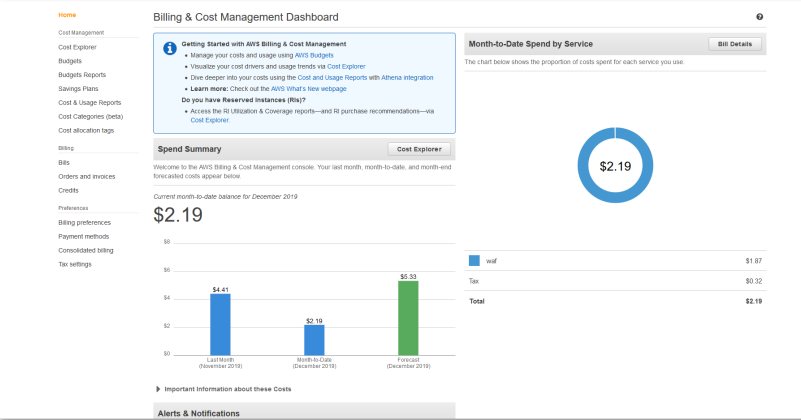 Home
Cost Management
Cost Explorer
Budgets
Budgets Reports
Savings Plans
Cost & Usage Reports
Cost Categories (beta)
Cost allocation tags
Billing
Bills
Orders and invoices
Credits
Preferences
Billing preferences
Payment methods
Consolidated billing
Tax settings
Billing & Cost Management Dashboard
?
i
Getting Started with AWS Billing & Cost Management
• Manage your costs and usage using AWS Budgets
• Visualize your cost drivers and usage trends via Cost Explorer
• Dive deeper into your costs using the Cost and Usage Reports with Athena integration
• Learn more: Check out the AWS What's New webpage
Do you have Reserved Instances (RIs)?
• Access the RI Utilization & Coverage reports—and RI purchase recommendations—via
Cost Explorer.
Spend Summary
Cost Explorer
Welcome to the AWS Billing & Cost Management console. Your last month, month-to-date, and month-end
forecasted costs appear below.
Current month-to-date balance for December 2019
$2.19
$8
$6
$4
$2
$0
$4.41
$2.19
$5.33
Last Month
(November 2019)
Month-to-Date
(December 2019)
Forecast
(December 2019)
Important Information about these Costs
Alerts & Notifications
Month-to-Date Spend by Service
Bill Details
The chart below shows the proportion of costs spent for each service you use.
$2.19
waf $1.87
Tax $0.32
Total $2.19